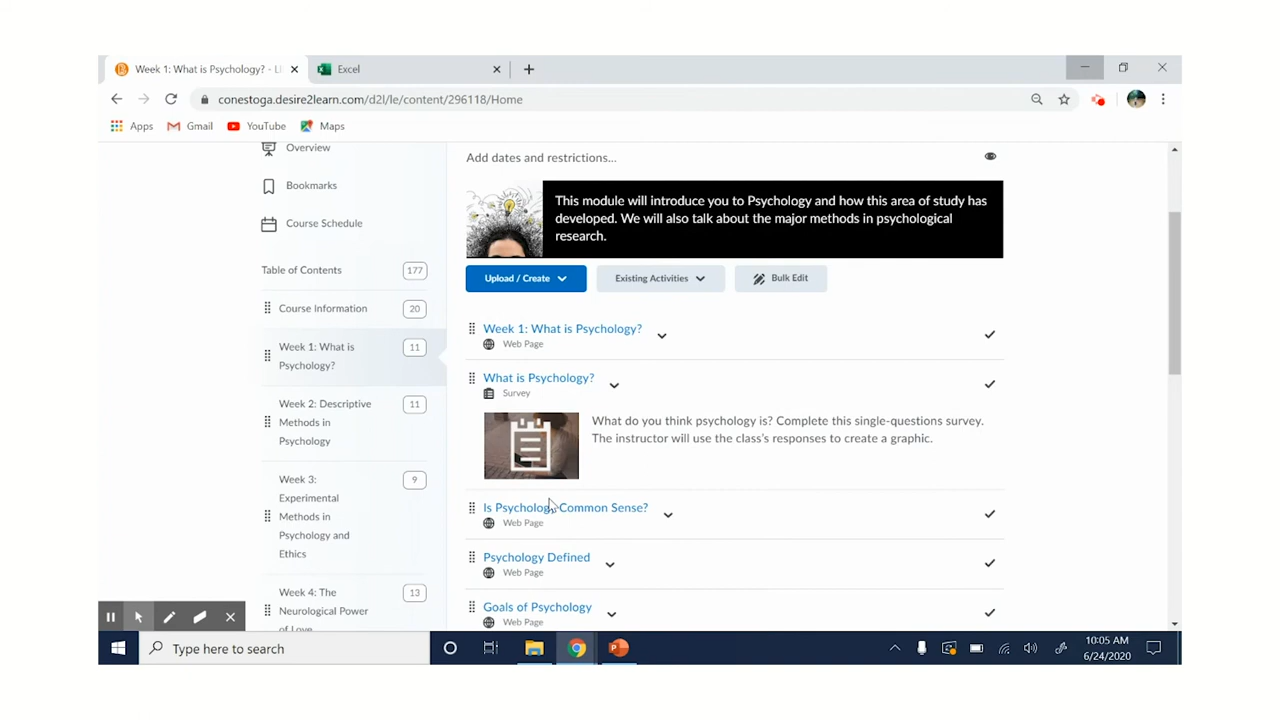 Week 1: What is Psychology? - LE
Excel
conestoga.desire2learn.com/d2l/le/content/296118/Home
Apps Gmail YouTube Maps
Overview
Bookmarks
Course Schedule
Table of Contents 177
Course Information 20
Week 1: What is
Psychology?
11
Week 2: Descriptive
Methods in
Psychology
11
Week 3:
Experimental
Methods in
Psychology and
Ethics
9
Week 4: The
Neurological Power
of Love
13
Add dates and restrictions...
This module will introduce you to Psychology and how this area of study has
developed. We will also talk about the major methods in psychological
research.
Upload / Create Existing Activities Bulk Edit
Week 1: What is Psychology?
Web Page
What is Psychology?
Survey
What do you think psychology is? Complete this single-questions survey.
The instructor will use the class's responses to create a graphic.
Is Psychology Common Sense?
Web Page
Psychology Defined
Web Page
Goals of Psychology
Web Page
Type here to search
10:05 AM
6/24/2020